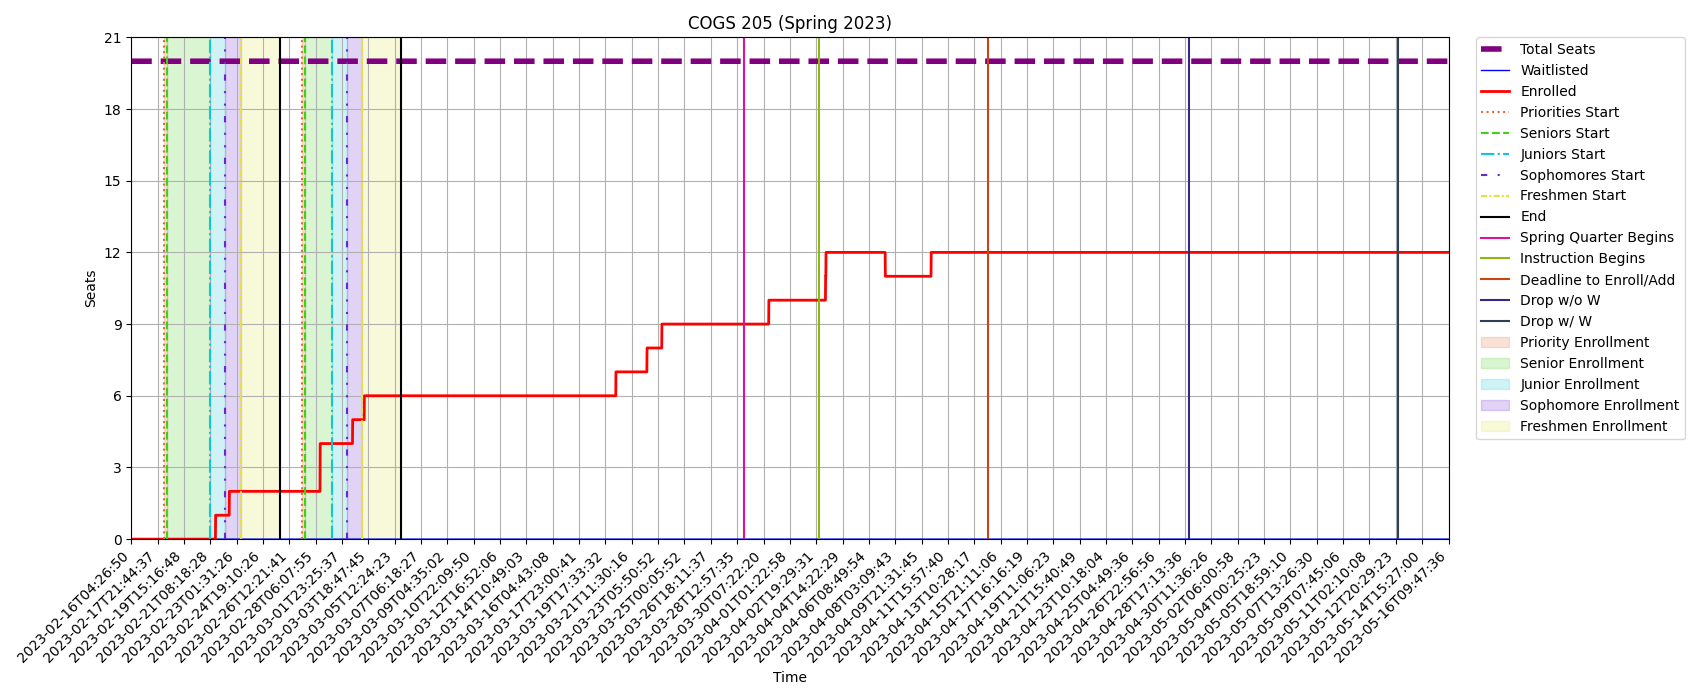 COGS 205 (Spring 2023)
21
18
15
12
9
6
3
0
Seats
2023-02-16T04:26:50
2023-02-17T21:44:37
2023-02-19T15:16:48
2023-02-21T08:18:28
2023-02-23T01:31:26
2023-02-24T19:10:26
2023-02-26T12:21:41
2023-02-28T06:07:55
2023-03-01T23:25:37
2023-03-03T18:47:45
2023-03-05T12:24:23
2023-03-07T06:18:27
2023-03-09T04:35:02
2023-03-10T22:09:50
2023-03-12T16:52:06
2023-03-14T10:49:03
2023-03-16T04:43:08
2023-03-17T23:00:41
2023-03-19T17:33:32
2023-03-21T11:30:16
2023-03-23T05:50:52
2023-03-25T00:05:52
2023-03-26T18:11:37
2023-03-28T12:57:35
2023-03-30T07:22:20
2023-04-01T01:22:58
2023-04-02T19:29:31
2023-04-04T14:22:29
2023-04-06T08:49:54
2023-04-08T03:09:43
2023-04-09T21:31:45
2023-04-11T15:57:40
2023-04-13T10:28:17
2023-04-15T21:11:06
2023-04-17T16:16:19
2023-04-19T11:06:23
2023-04-21T15:40:49
2023-04-23T10:18:04
2023-04-25T04:49:36
2023-04-26T22:56:56
2023-04-28T17:13:36
2023-04-30T11:36:26
2023-05-02T06:00:58
2023-05-04T00:25:23
2023-05-05T18:59:10
2023-05-07T13:26:30
2023-05-09T07:45:06
2023-05-11T02:10:08
2023-05-12T20:29:23
2023-05-14T15:27:00
2023-05-16T09:47:36
Time
Total Seats
Waitlisted
Enrolled
Priorities Start
Seniors Start
Juniors Start
Sophomores Start
Freshmen Start
End
Spring Quarter Begins
Instruction Begins
Deadline to Enroll/Add
Drop w/o W
Drop w/ W
Priority Enrollment
Senior Enrollment
Junior Enrollment
Sophomore Enrollment
Freshmen Enrollment